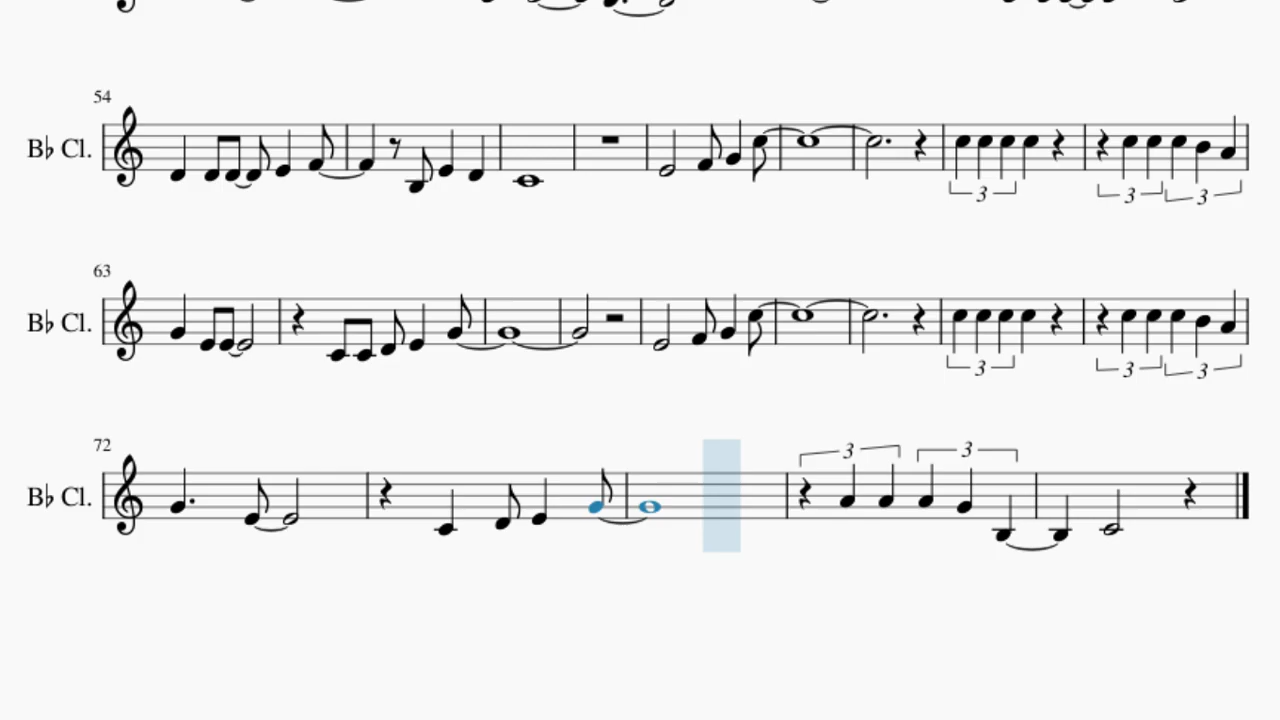 54
B♭ Cl.
3 3 3
63
B♭ Cl.
3 3 3
72
B♭ Cl.
3 3